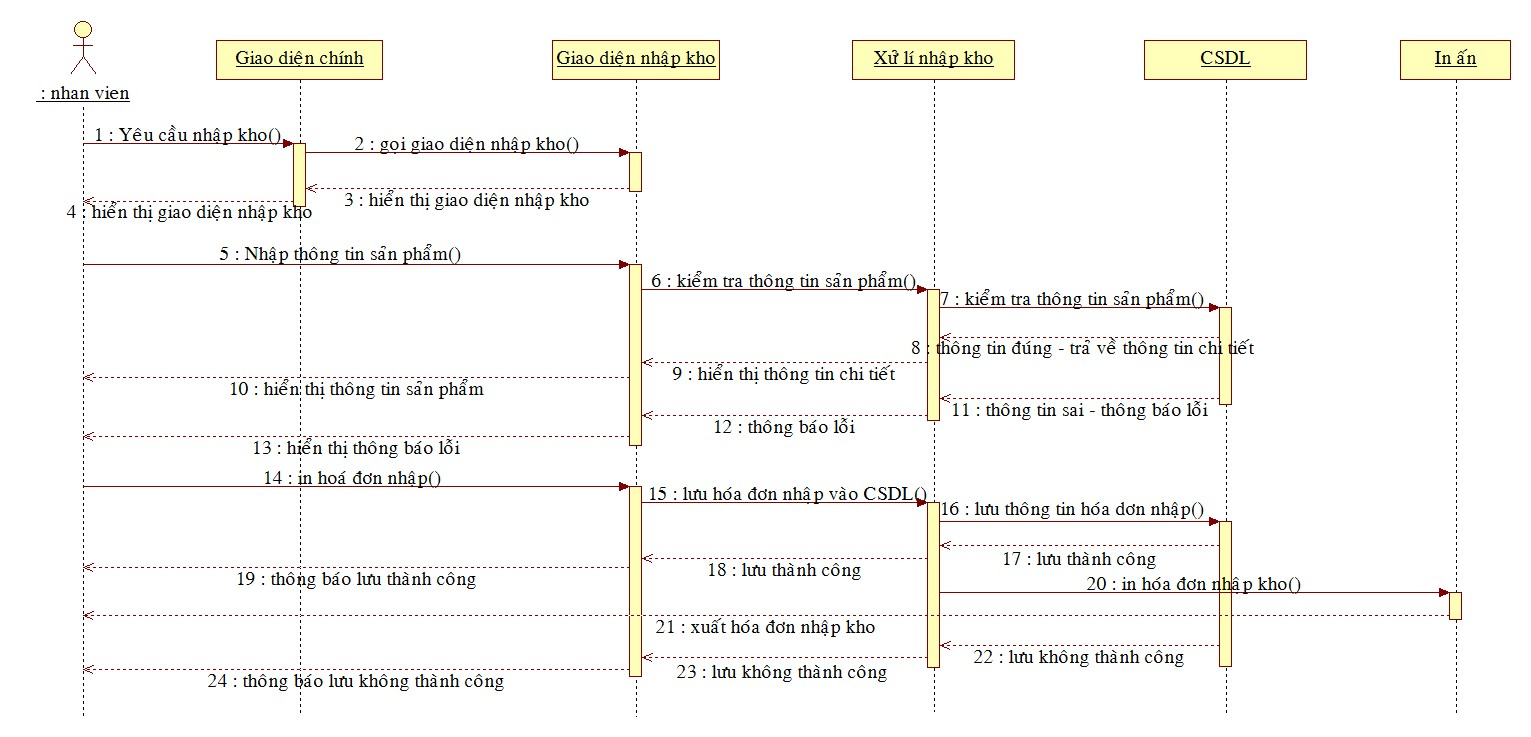 : nhan vien
Giao diện chính
Giao diện nhập kho
Xử lí nhập kho
CSDL
In ấn
1 : Yêu cầu nhập kho()
2 : gọi giao diện nhập kho()
3 : hiển thị giao diện nhập kho
4 : hiển thị giao diện nhập kho
5 : Nhập thông tin sản phẩm()
6 : kiểm tra thông tin sản phẩm()
7 : kiểm tra thông tin sản phẩm()
8 : thông tin đúng - trả về thông tin chi tiết
9 : hiển thị thông tin chi tiết
10 : hiển thị thông tin sản phẩm
11 : thông tin sai - thông báo lỗi
12 : thông báo lỗi
13 : hiển thị thông báo lỗi
14 : in hoá đơn nhập()
15 : lưu hóa đơn nhập vào CSDL()
16 : lưu thông tin hóa dơn nhập()
17 : lưu thành công
18 : lưu thành công
19 : thông báo lưu thành công
20 : in hóa đơn nhập kho()
21 : xuất hóa đơn nhập kho
22 : lưu không thành công
23 : lưu không thành công
24 : thông báo lưu không thành công